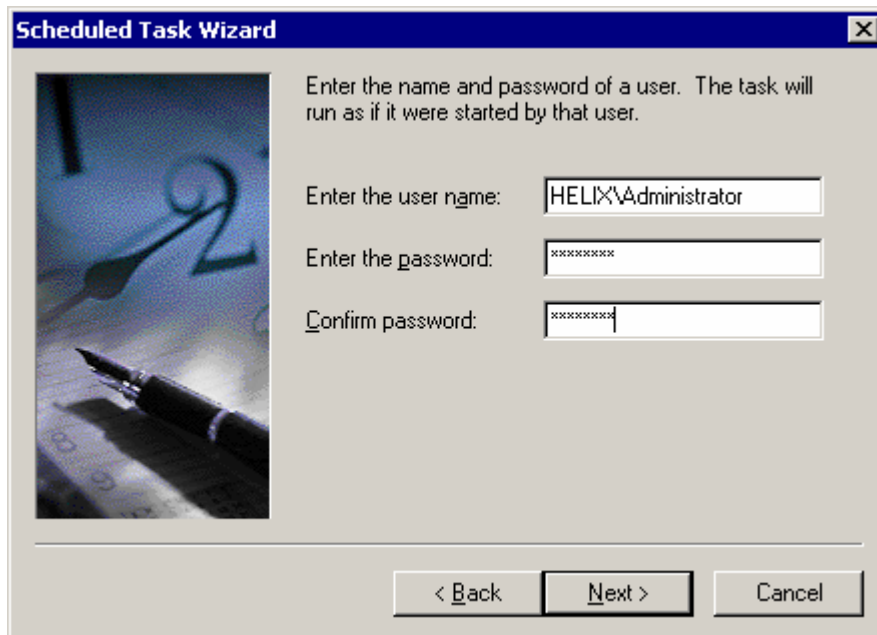 Scheduled Task Wizard
Enter the name and password of a user. The task will
run as if it were started by that user.
Enter the user name:
HELIX\Administrator
Enter the password:
********
Confirm password:
********
< Back
Next >
Cancel